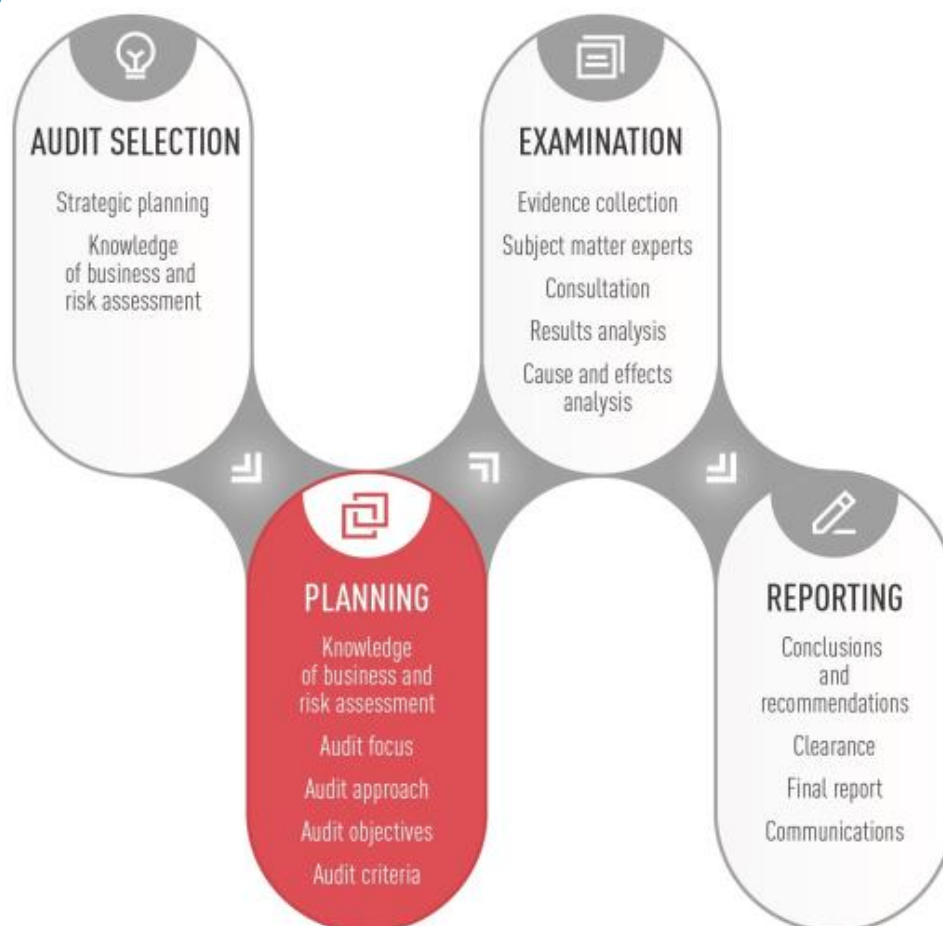 AUDIT SELECTION
Strategic planning
Knowledge
of business and
risk assessment
PLANNING
Knowledge
of business and
risk assessment
Audit focus
Audit approach
Audit objectives
Audit criteria
EXAMINATION
Evidence collection
Subject matter experts
Consultation
Results analysis
Cause and effects
analysis
REPORTING
Conclusions
and
recommendations
Clearance
Final report
Communications